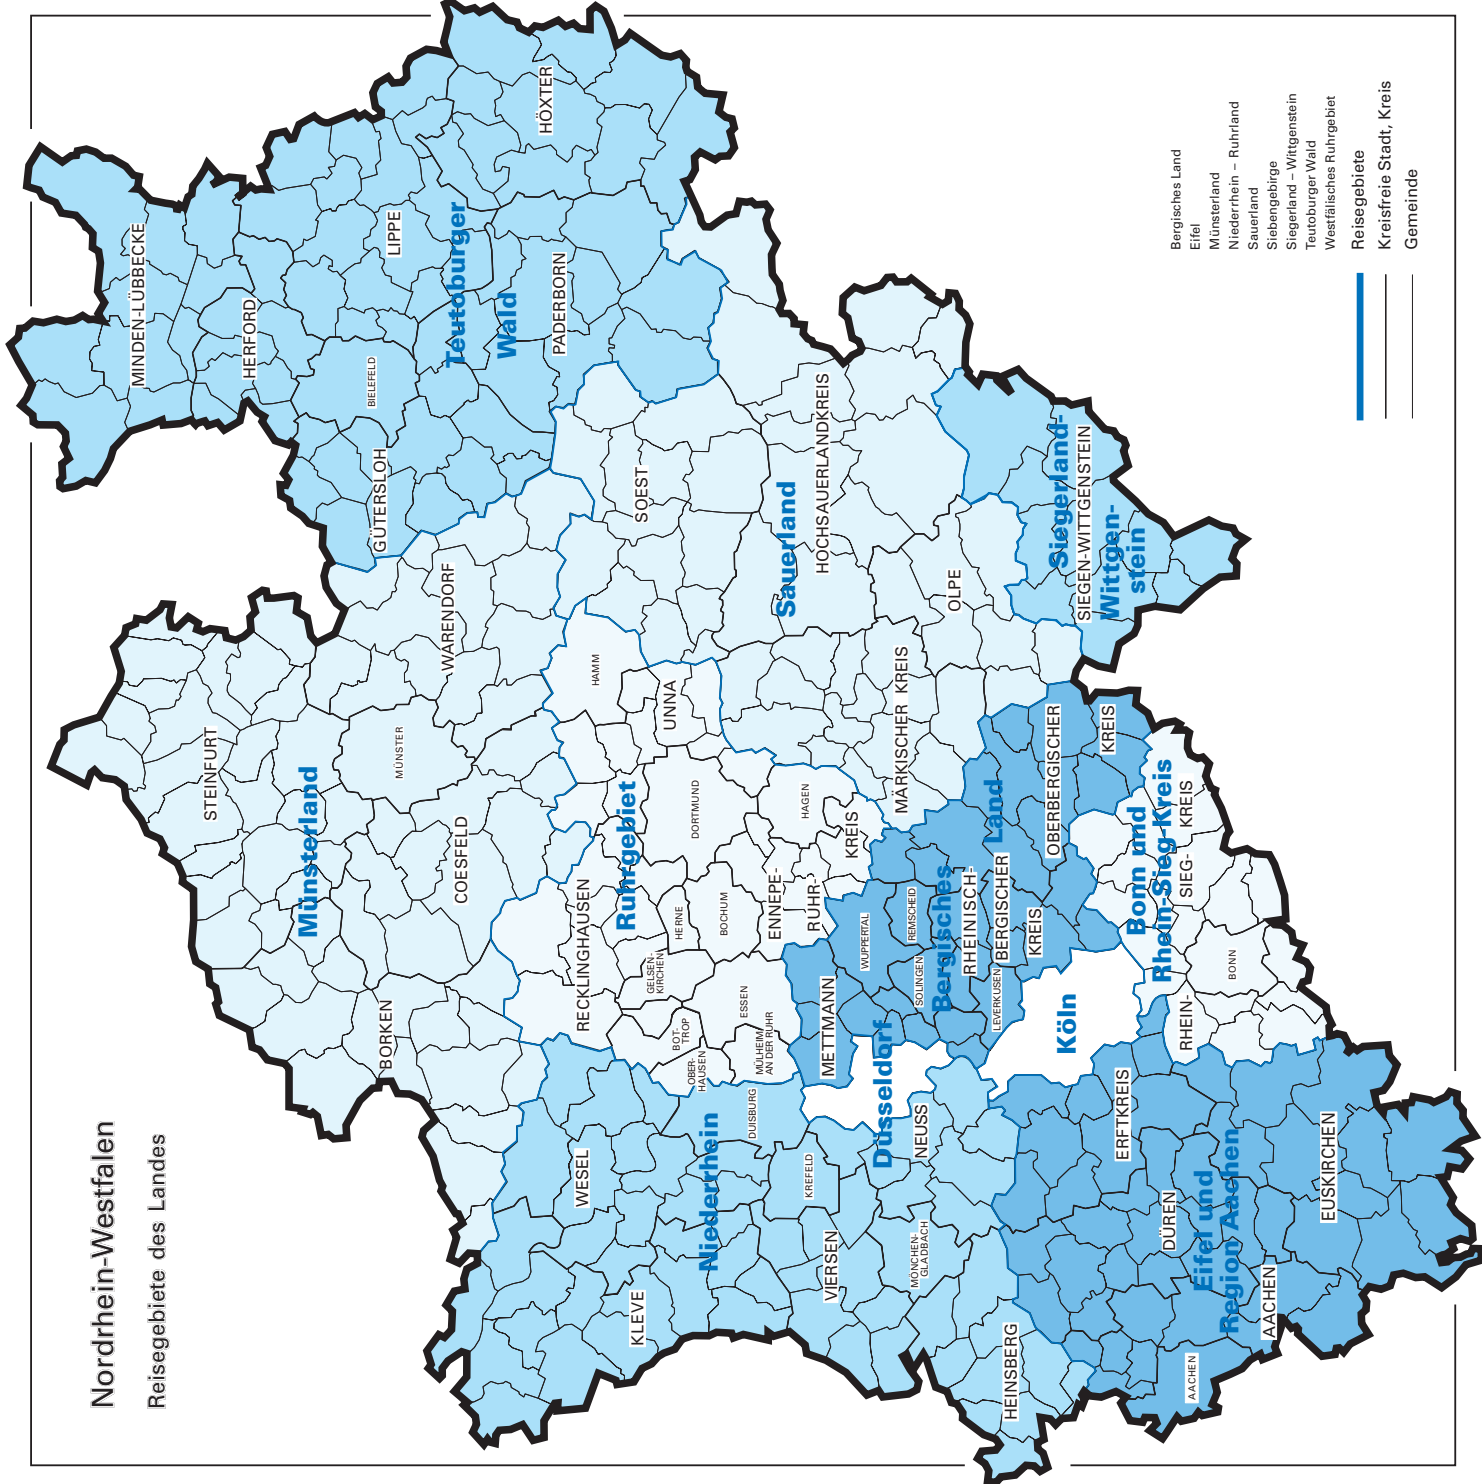 Nordrhein-Westfalen
Reisegebiete des Landes
MINDEN-LÜBBECKE
HERFORD
BIELEFELD
LIPPE
GÜTERSLOH
Teutoburger
Wald
HÖXTER
PADERBORN
STEINFURT
Münsterland
MÜNSTER
WARENDORF
COESFELD
BORKEN
HAMM
SOEST
UNNA
Ruhrgebiet
RECKLINGHAUSEN
DORTMUND
HERNE
BOCHUM
GELSEN-
KIRCHEN
BOT-
TROP
OBER-
HAUSEN
ESSEN
MÜLHEIM
AN DER RUHR
HAGEN
ENNEPE-
RUHR-
KREIS
WESEL
KLEVE
Niederrhein
DUISBURG
KREFELD
VIERSEN
MÖNCHEN-
GLADBACH
NEUSS
HEINSBERG
Düsseldorf
METTMANN
WUPPERTAL
REMSCHEID
SOLINGEN
Bergisches
Land
RHEINISCH-
BERGISCHER
KREIS
LEVERKUSEN
OBERBERGISCHER
KREIS
Sauerland
HOCHSAUERLANDKREIS
MÄRKISCHER KREIS
OLPE
Siegerland-
Wittgen-
stein
SIEGEN-WITTGENSTEIN
Köln
Bonn und
Rhein-Sieg-Kreis
RHEIN-
SIEG-
KREIS
BONN
ERFTKREIS
DÜREN
Eifel und
Region Aachen
AACHEN
AACHEN
EUSKIRCHEN
Bergisches Land
Eifel
Münsterland
Niederrhein – Ruhrland
Sauerland
Siebengebirge
Siegerland – Wittgenstein
Teutoburger Wald
Westfälisches Ruhrgebiet
Reisegebiete
Kreisfreie Stadt, Kreis
Gemeinde